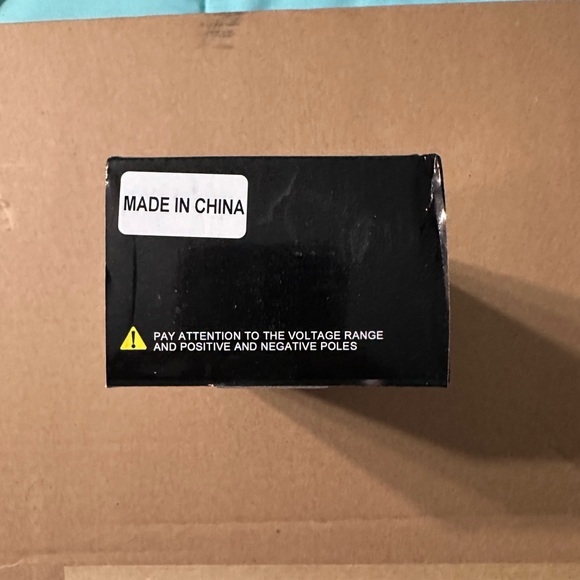 MADE IN CHINA
PAY ATTENTION TO THE VOLTAGE RANGE
AND POSITIVE AND NEGATIVE POLES